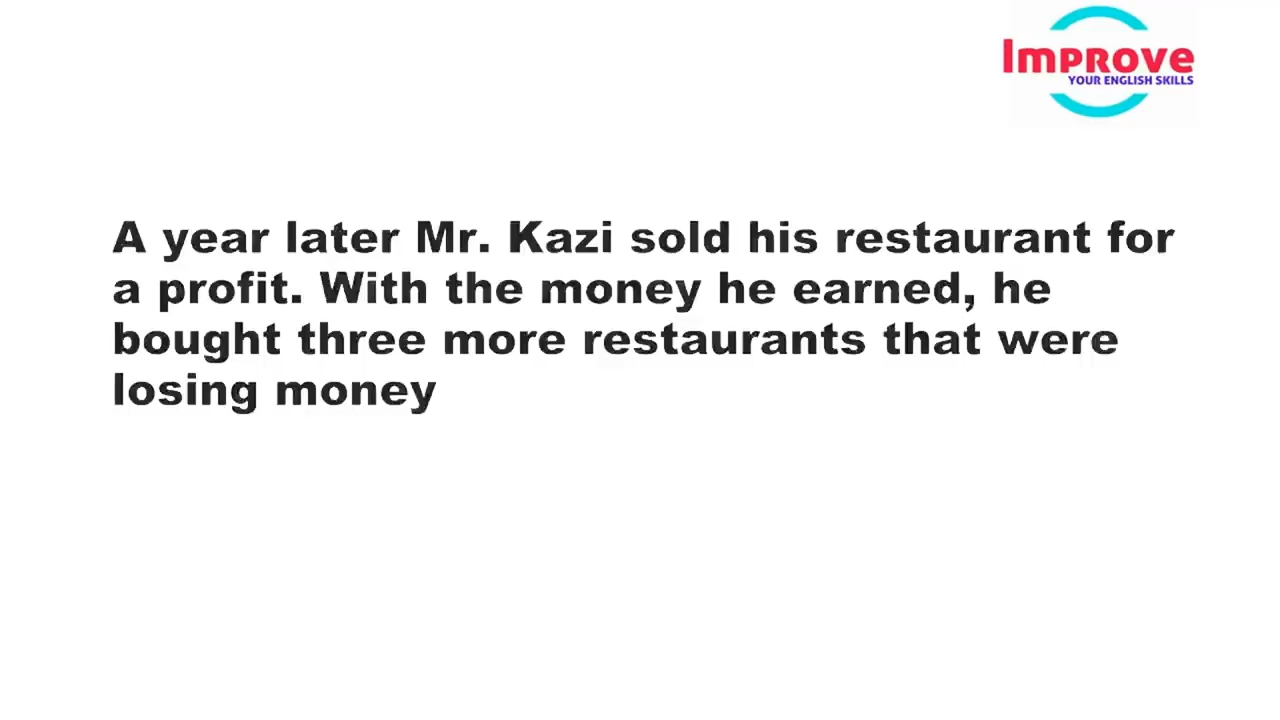 Improve
YOUR ENGLISH SKILLS
A year later Mr. Kazi sold his restaurant for
a profit. With the money he earned, he
bought three more restaurants that were
losing money